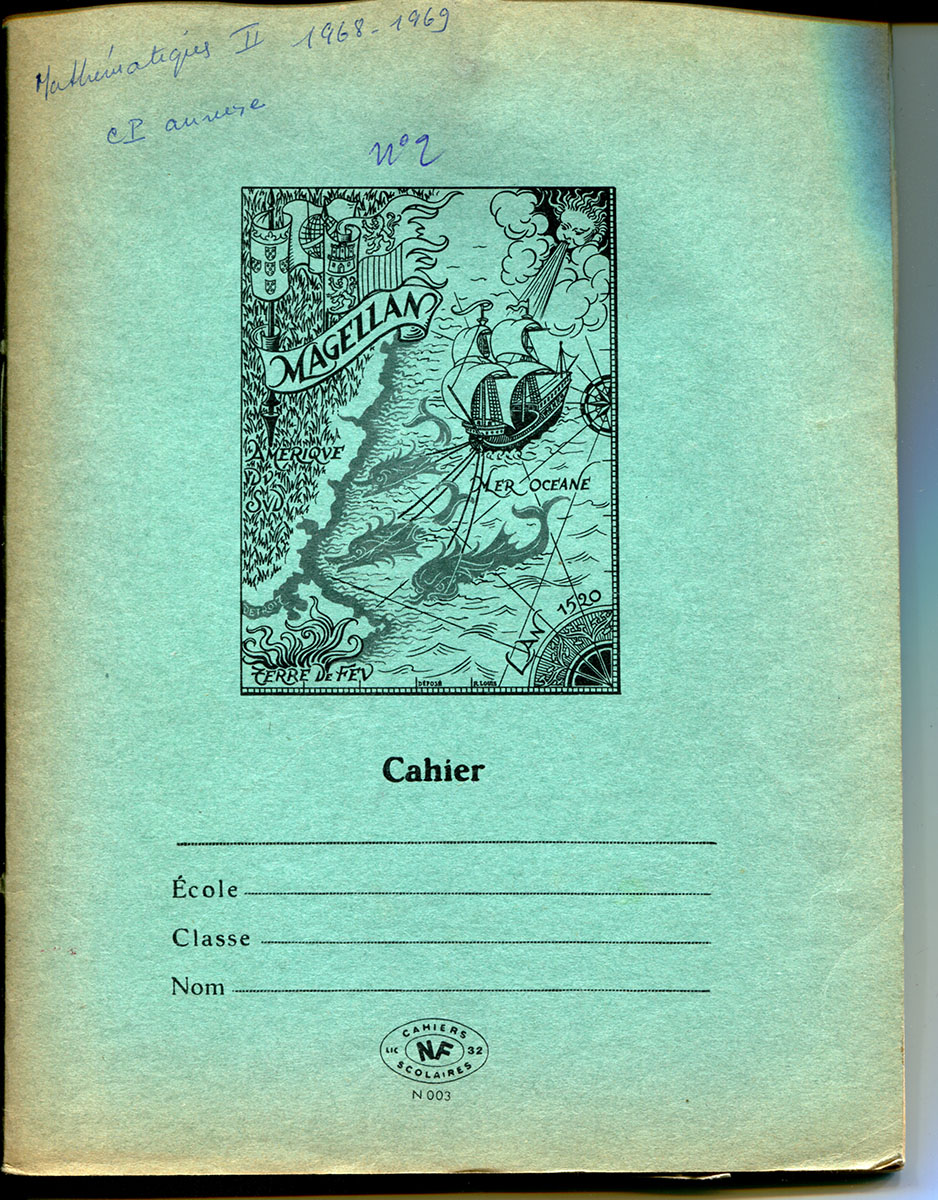 Mathématiques II 1968-1969
CP annexe
N° 2
MAGELLAN
AMERIQVE
DV
SVD
MER OCEANE
L'AN 1520
TERRE DE FEV
DÉPOSÉ
R. LOUIS
Cahier
École
Classe
Nom
CAHIERS
LIC NF 32
SCOLAIRES
N 003